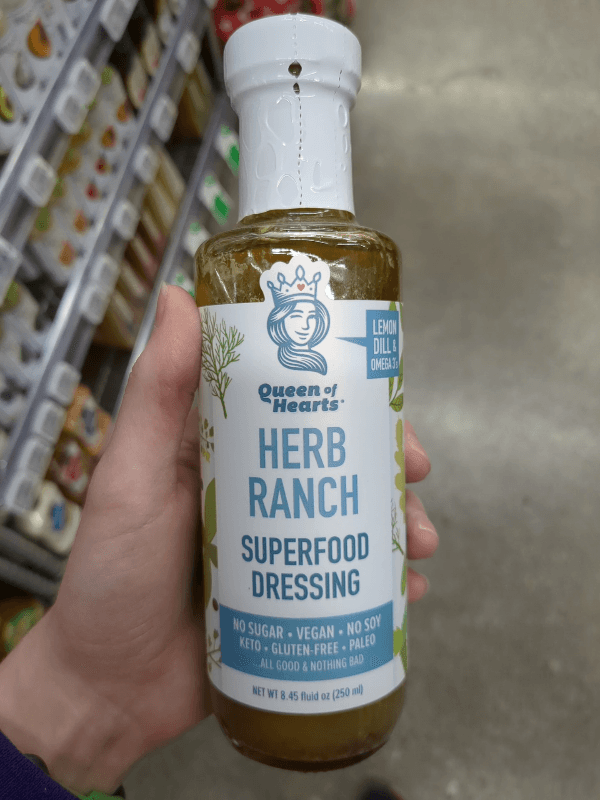 LEMON
DILL &
OMEGA 3's
Queen of
Hearts
HERB
RANCH
SUPERFOOD
DRESSING
NO SUGAR • VEGAN • NO SOY
KETO • GLUTEN-FREE • PALEO
...ALL GOOD & NOTHING BAD
NET WT 8.45 fluid oz (250 ml)